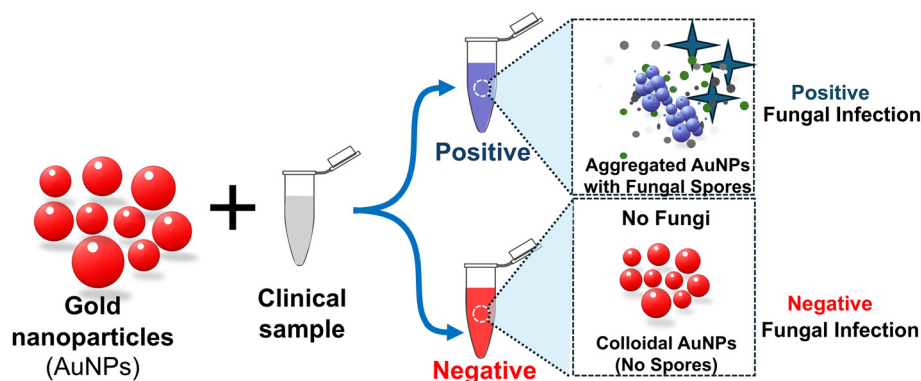 Gold
nanoparticles
(AuNPs)
+
Clinical
sample
Positive
Aggregated AuNPs
with Fungal Spores
Positive
Fungal Infection
Negative
No Fungi
Colloidal AuNPs
(No Spores)
Negative
Fungal Infection